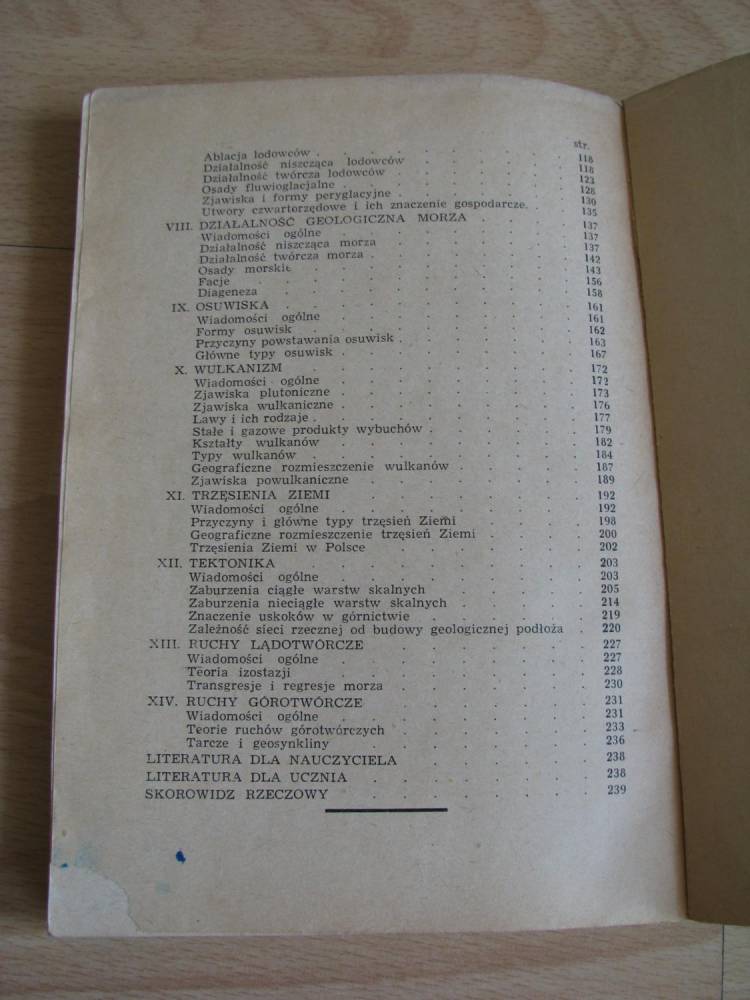 str.
Ablacja lodowców . . . . . . . . . 118
Działalność niszcząca lodowców . . . . . 118
Działalność twórcza lodowców . . . . . 123
Osady fluwioglacjalne . . . . . . . . 128
Zjawiska i formy peryglacyjne . . . . . . 130
Utwory czwartorzędowe i ich znaczenie gospodarcze. . 135
VIII. DZIAŁALNOŚĆ GEOLOGICZNA MORZA . . . . 137
Wiadomości ogólne . . . . . . . . 137
Działalność niszcząca morza . . . . . . 137
Działalność twórcza morza . . . . . . . 142
Osady morskie . . . . . . . . . 143
Facje . . . . . . . . . . . 156
Diageneza . . . . . . . . . . 158
IX. OSUWISKA . . . . . . . . . . 161
Wiadomości ogólne . . . . . . . . 161
Formy osuwisk . . . . . . . . . 162
Przyczyny powstawania osuwisk . . . . . . 163
Główne typy osuwisk . . . . . . . . 167
X. WULKANIZM . . . . . . . . . 172
Wiadomości ogólne . . . . . . . . 172
Zjawiska plutoniczne . . . . . . . . 173
Zjawiska wulkaniczne . . . . . . . . 176
Lawy i ich rodzaje . . . . . . . . . 177
Stałe i gazowe produkty wybuchów . . . . . 179
Kształty wulkanów . . . . . . . . 182
Typy wulkanów . . . . . . . . . 184
Geograficzne rozmieszczenie wulkanów . . . . 187
Zjawiska powulkaniczne . . . . . . . 189
XI. TRZĘSIENIA ZIEMI . . . . . . . 192
Wiadomości ogólne . . . . . . . . 192
Przyczyny i główne typy trzęsień Ziemi . . . . 198
Geograficzne rozmieszczenie trzęsień Ziemi . . . 200
Trzęsienia Ziemi w Polsce . . . . . . . 202
XII. TEKTONIKA . . . . . . . . . 203
Wiadomości ogólne . . . . . . . . 203
Zaburzenia ciągłe warstw skalnych . . . . . 205
Zaburzenia nieciągłe warstw skalnych . . . . 214
Znaczenie uskoków w górnictwie . . . . . 219
Zależność sieci rzecznej od budowy geologicznej podłoża . 220
XIII. RUCHY LĄDOTWÓRCZE . . . . . . 227
Wiadomości ogólne . . . . . . . . 227
Teoria izostazji . . . . . . . . . 228
Transgresje i regresje morza . . . . . . 230
XIV. RUCHY GÓROTWÓRCZE . . . . . . 231
Wiadomości ogólne . . . . . . . . 231
Teorie ruchów górotwórczych . . . . . . 233
Tarcze i geosynkliny . . . . . . . . 236
LITERATURA DLA NAUCZYCIELA . . . . . 238
LITERATURA DLA UCZNIA . . . . . . . 238
SKOROWIDZ RZECZOWY . . . . . . . 239